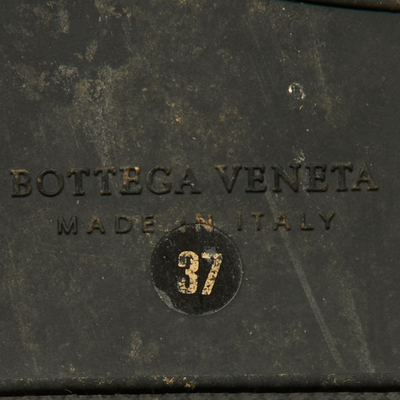 BOTTEGA VENETA
MADE IN ITALY
37